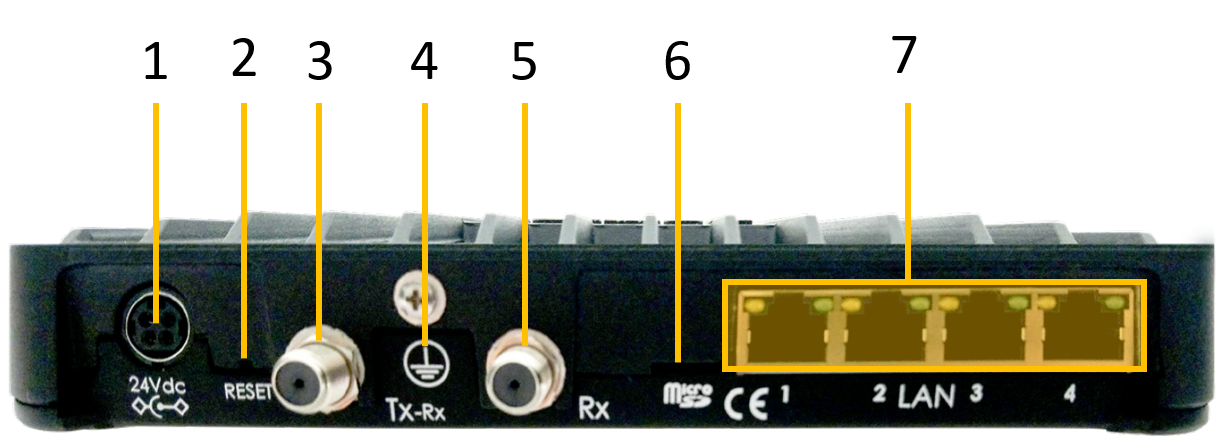 1 2 3 4 5 6 7
24Vdc
RESET
Tx-Rx
Rx
micro
SD
CE
1 2 LAN 3 4